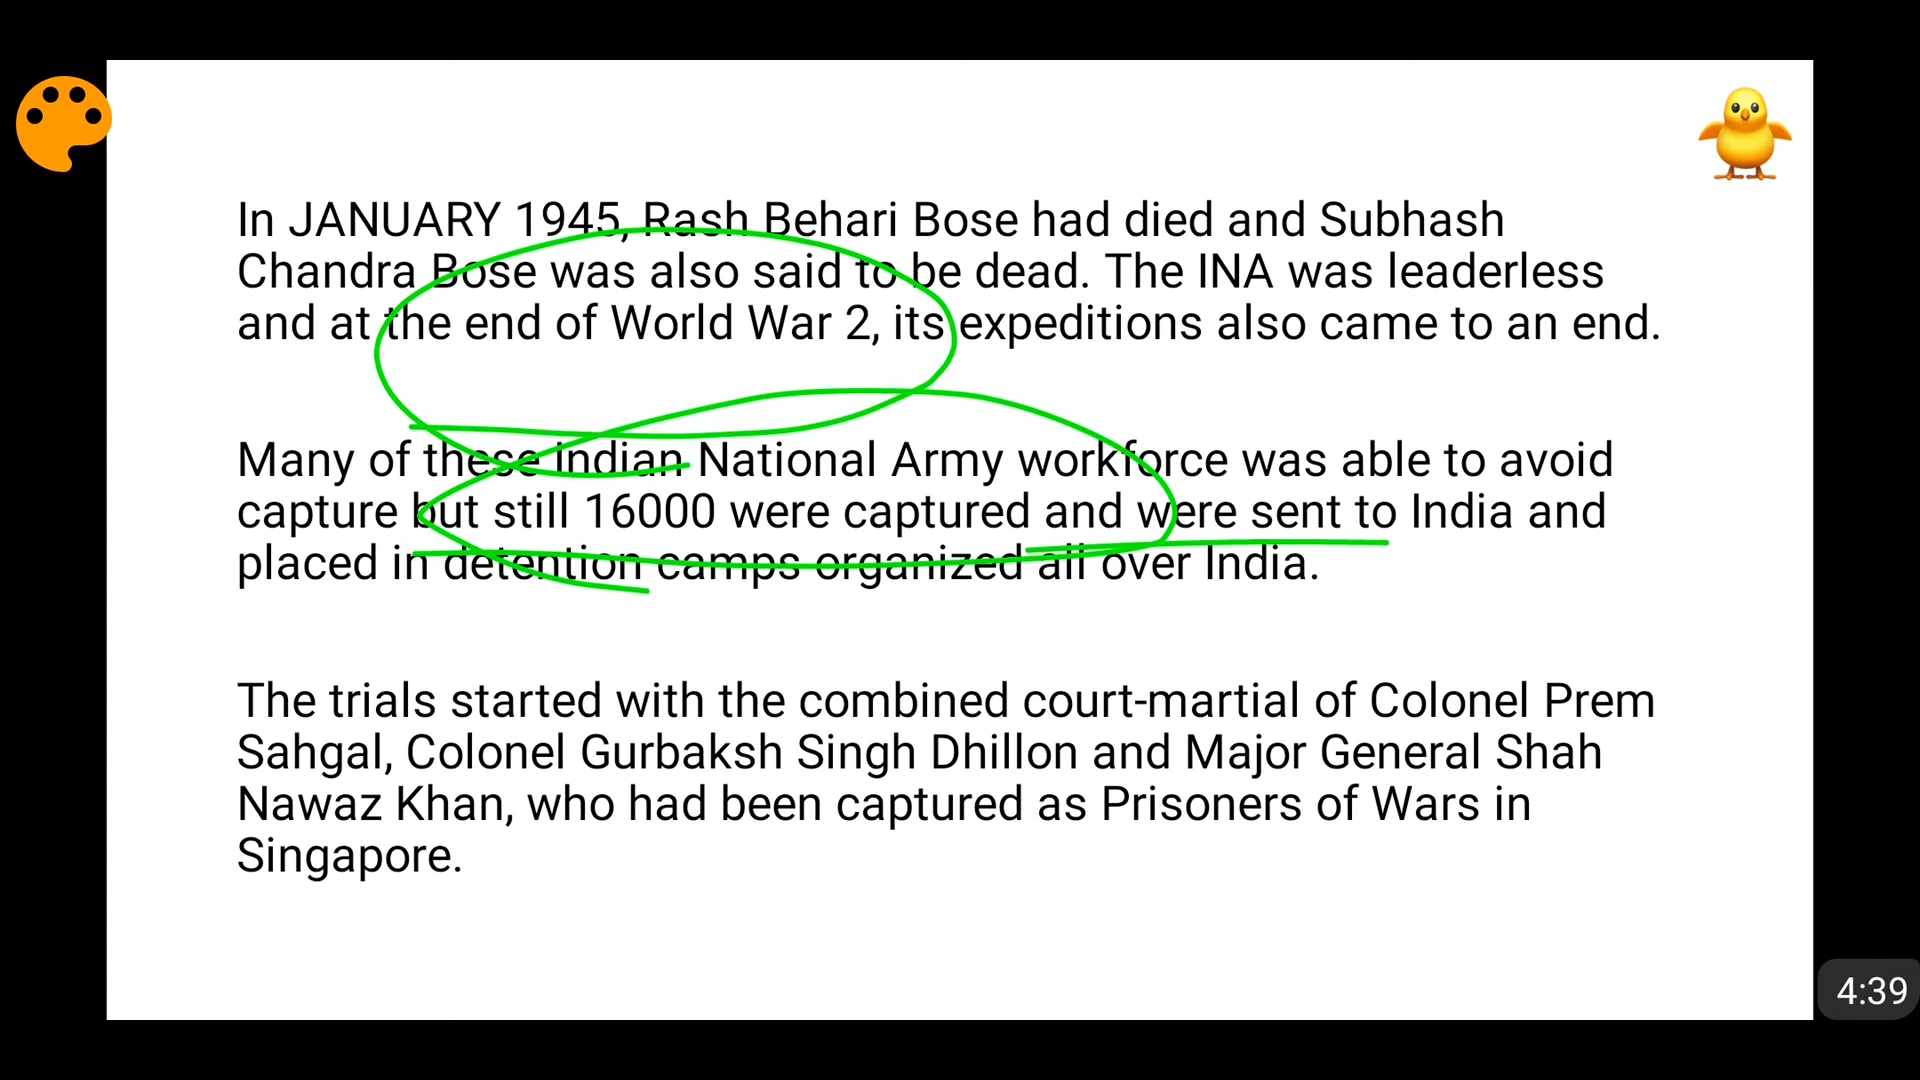 In JANUARY 1945, Rash Behari Bose had died and Subhash
Chandra Bose was also said to be dead. The INA was leaderless
and at the end of World War 2, its expeditions also came to an end.
Many of these Indian National Army workforce was able to avoid
capture but still 16000 were captured and were sent to India and
placed in detention camps organized all over India.
The trials started with the combined court-martial of Colonel Prem
Sahgal, Colonel Gurbaksh Singh Dhillon and Major General Shah
Nawaz Khan, who had been captured as Prisoners of Wars in
Singapore.
4:39